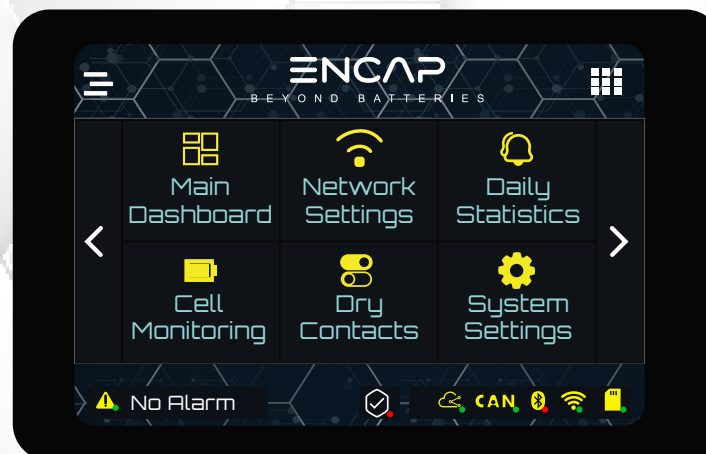 ENCAP
BEYOND BATTERIES
Main
Dashboard
Network
Settings
Daily
Statistics
Cell
Monitoring
Dry
Contacts
System
Settings
No Alarm
CAN